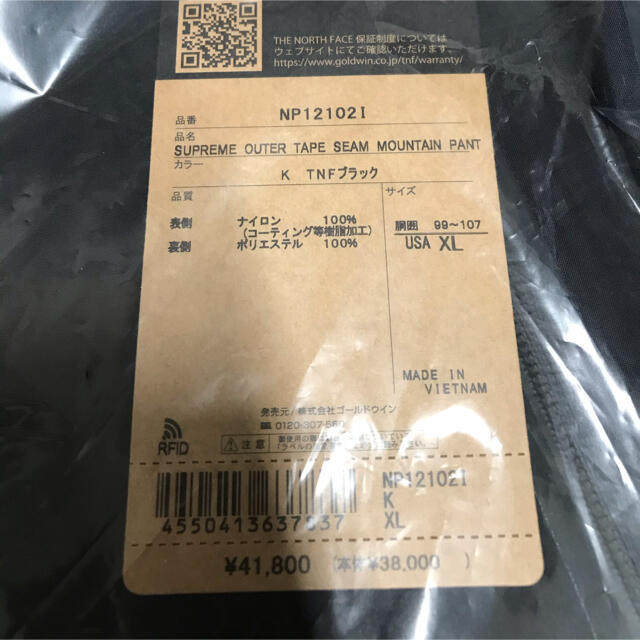 THE NORTH FACE 保証制度については
ウェブサイトにてご確認いただけます。
https://www.goldwin.co.jp/tnf/warranty/
品番 NP12102I
品名
SUPREME OUTER TAPE SEAM MOUNTAIN PANT
カラー
K TNFブラック
品質
サイズ
表側 ナイロン 100%
(コーティング等樹脂加工)
裏側 ポリエステル 100%
胴囲 99~107
USA XL
MADE IN
VIETNAM
発売元/株式会社ゴールドウイン
0120-307-560
RFID
注意
NP12102I
K
XL
4550413637537
¥41,800 (本体¥38,000 )